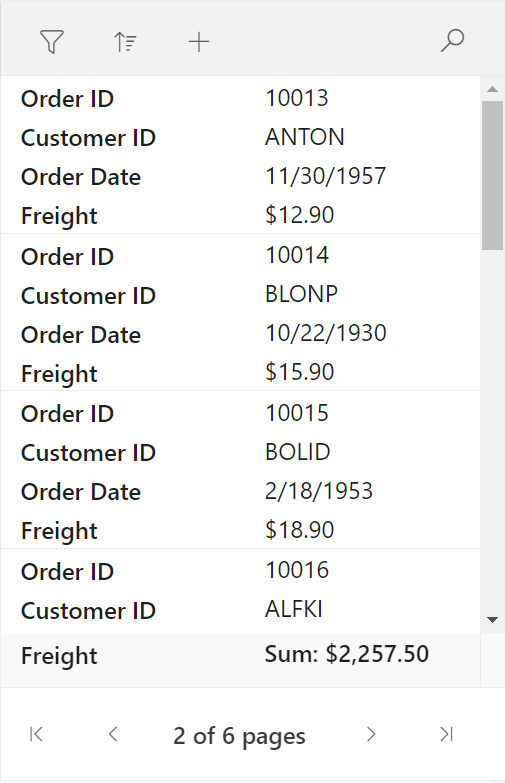 Order ID 10013
Customer ID ANTON
Order Date 11/30/1957
Freight $12.90
Order ID 10014
Customer ID BLONP
Order Date 10/22/1930
Freight $15.90
Order ID 10015
Customer ID BOLID
Order Date 2/18/1953
Freight $18.90
Order ID 10016
Customer ID ALFKI
Freight Sum: $2,257.50
2 of 6 pages